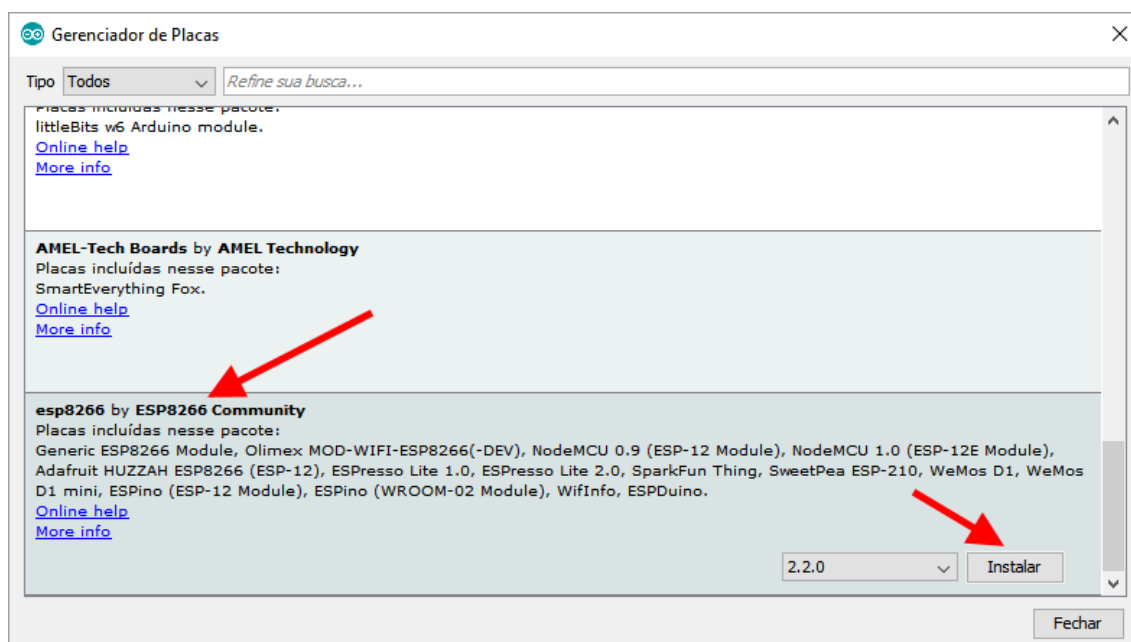 Gerenciador de Placas
Tipo Todos Refine sua busca...
Placas incluídas nesse pacote:
littleBits w6 Arduino module.
Online help
More info
AMEL-Tech Boards by AMEL Technology
Placas incluídas nesse pacote:
SmartEverything Fox.
Online help
More info
esp8266 by ESP8266 Community
Placas incluídas nesse pacote:
Generic ESP8266 Module, Olimex MOD-WIFI-ESP8266(-DEV), NodeMCU 0.9 (ESP-12 Module), NodeMCU 1.0 (ESP-12E Module),
Adafruit HUZZAH ESP8266 (ESP-12), ESPresso Lite 1.0, ESPresso Lite 2.0, SparkFun Thing, SweetPea ESP-210, WeMos D1, WeMos
D1 mini, ESPino (ESP-12 Module), ESPino (WROOM-02 Module), WifInfo, ESPDuino.
Online help
More info
2.2.0 Instalar
Fechar